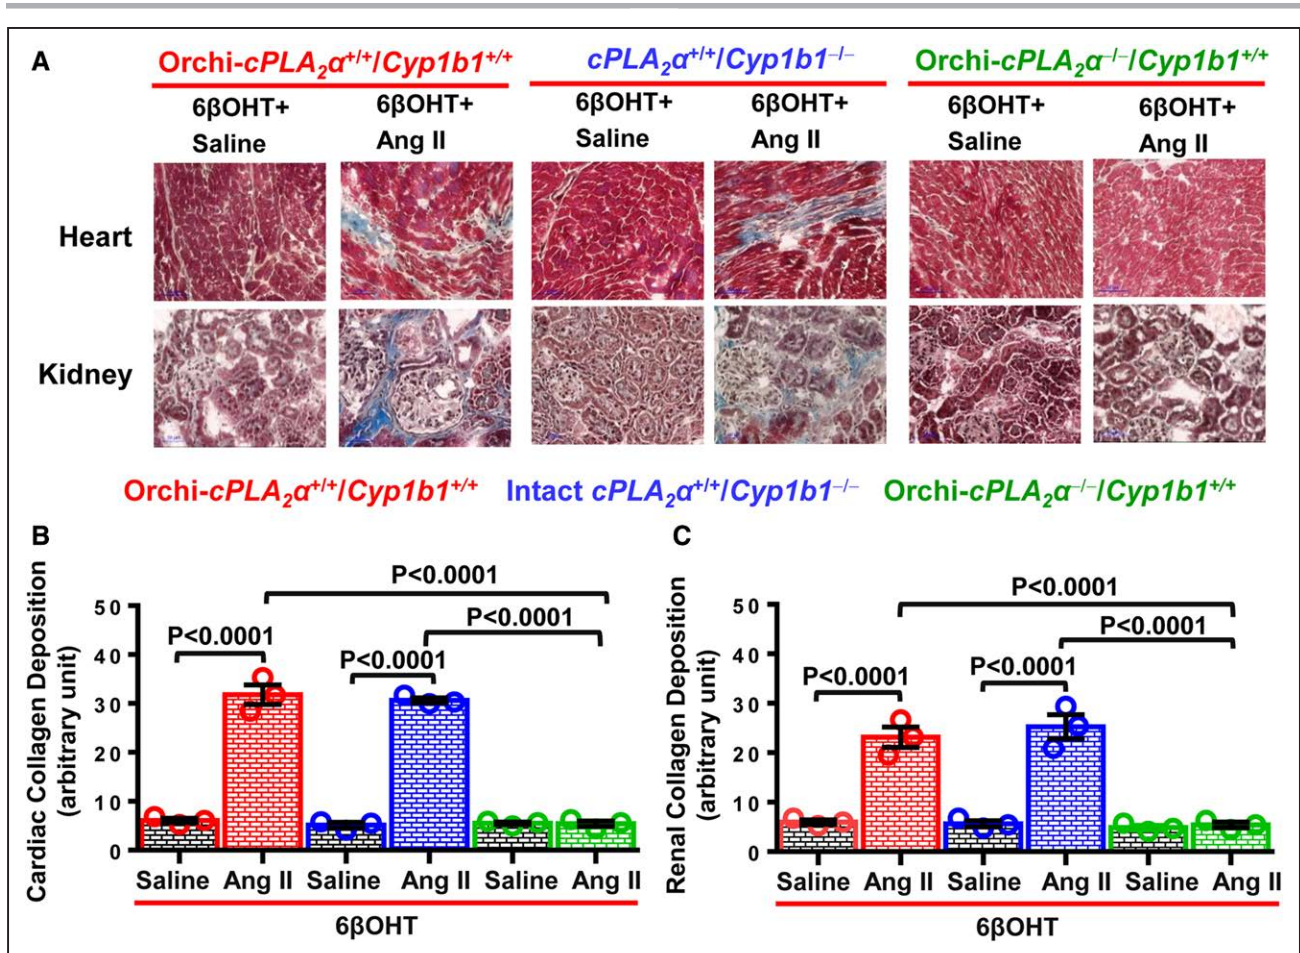 A
Orchi-cPLA₂α⁺/⁺/Cyp1b1⁺/⁺
cPLA₂α⁺/⁺/Cyp1b1⁻/⁻
Orchi-cPLA₂α⁻/⁻/Cyp1b1⁺/⁺
6βOHT+ Saline
6βOHT+ Ang II
6βOHT+ Saline
6βOHT+ Ang II
6βOHT+ Saline
6βOHT+ Ang II
Heart
Kidney
Orchi-cPLA₂α⁺/⁺/Cyp1b1⁺/⁺
Intact cPLA₂α⁺/⁺/Cyp1b1⁻/⁻
Orchi-cPLA₂α⁻/⁻/Cyp1b1⁺/⁺
B
Cardiac Collagen Deposition
(arbitrary unit)
50
40
30
20
10
0
P<0.0001
P<0.0001
P<0.0001
P<0.0001
Saline Ang II Saline Ang II Saline Ang II
6βOHT
C
Renal Collagen Deposition
(arbitrary unit)
50
40
30
20
10
0
P<0.0001
P<0.0001
P<0.0001
P<0.0001
Saline Ang II Saline Ang II Saline Ang II
6βOHT